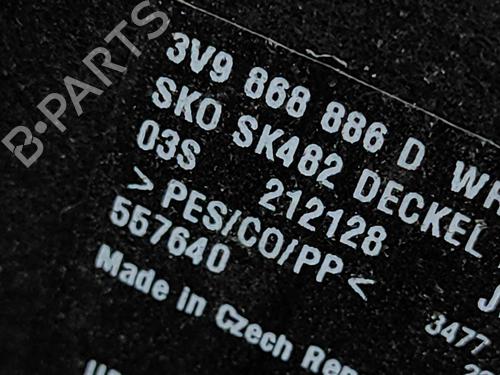 B-PARTS
3V9 868 886 D
SKO SK482 DECKEL
03S 212128
> PES/CO/PP <
557640
3477
Made in Czech